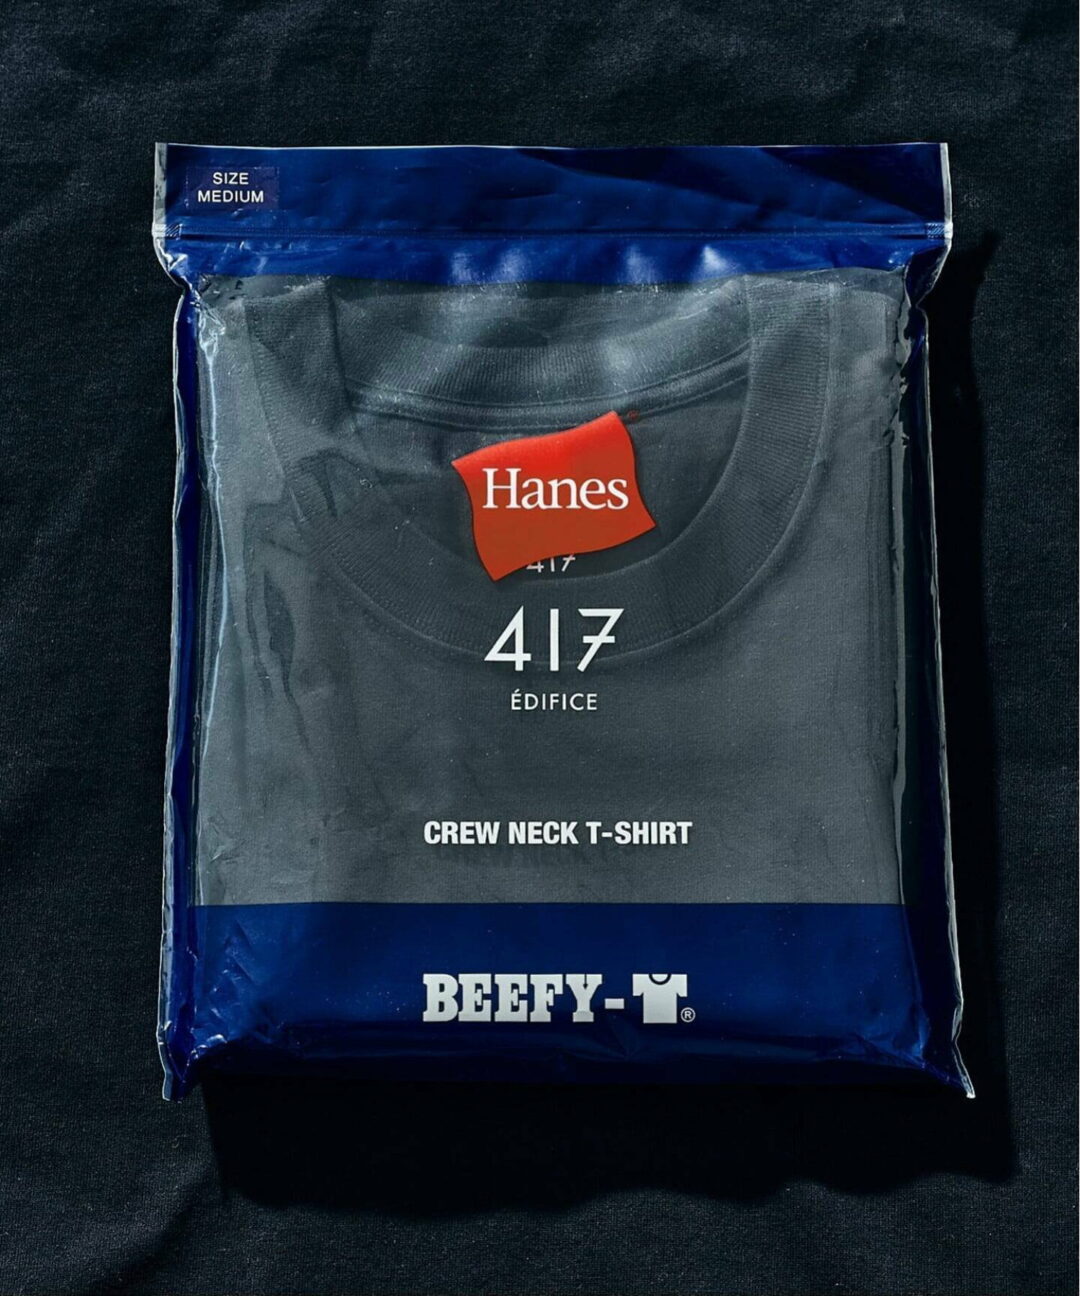 SIZE
MEDIUM
Hanes®
417
417
ÉDIFICE
CREW NECK T-SHIRT
BEEFY-T®